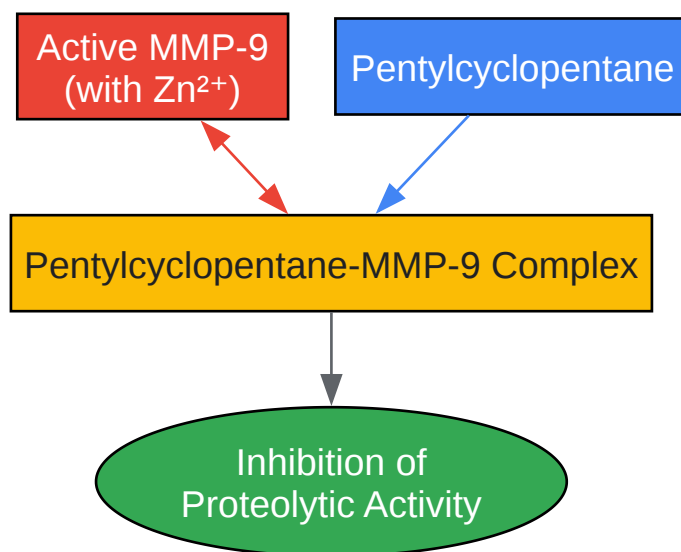 Active MMP-9
(with Zn²⁺)
Pentylcyclopentane
Pentylcyclopentane-MMP-9 Complex
Inhibition of
Proteolytic Activity